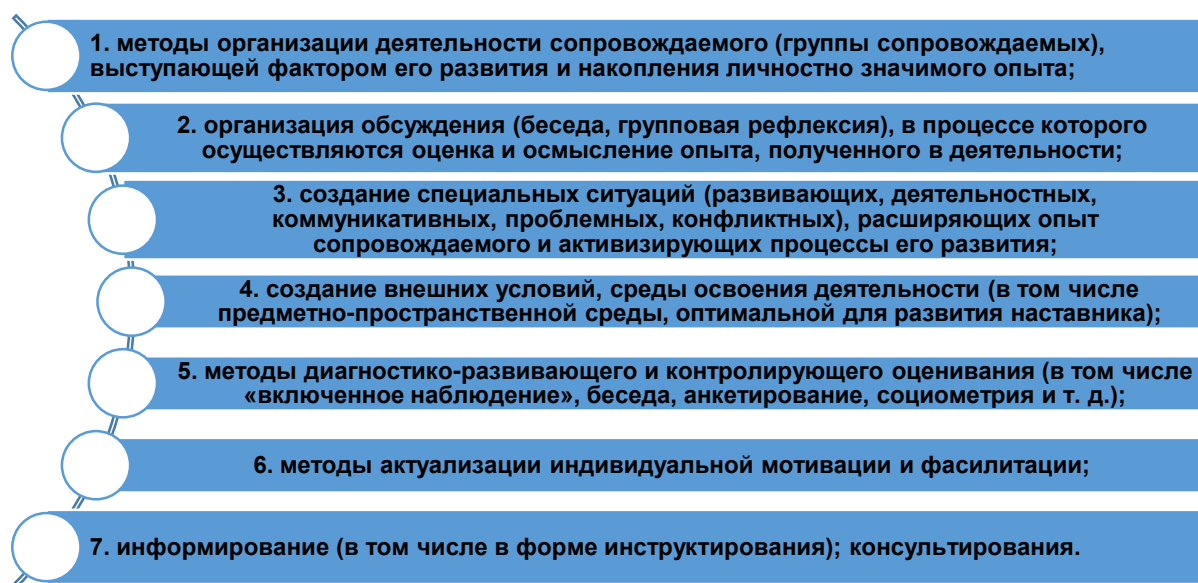 1. методы организации деятельности сопровождаемого (группы сопровождаемых),
выступающей фактором его развития и накопления личностно значимого опыта;
2. организация обсуждения (беседа, групповая рефлексия), в процессе которого
осуществляются оценка и осмысление опыта, полученного в деятельности;
3. создание специальных ситуаций (развивающих, деятельностных,
коммуникативных, проблемных, конфликтных), расширяющих опыт
сопровождаемого и активизирующих процессы его развития;
4. создание внешних условий, среды освоения деятельности (в том числе
предметно-пространственной среды, оптимальной для развития наставника);
5. методы диагностико-развивающего и контролирующего оценивания (в том числе
«включенное наблюдение», беседа, анкетирование, социометрия и т. д.);
6. методы актуализации индивидуальной мотивации и фасилитации;
7. информирование (в том числе в форме инструктирования); консультирования.